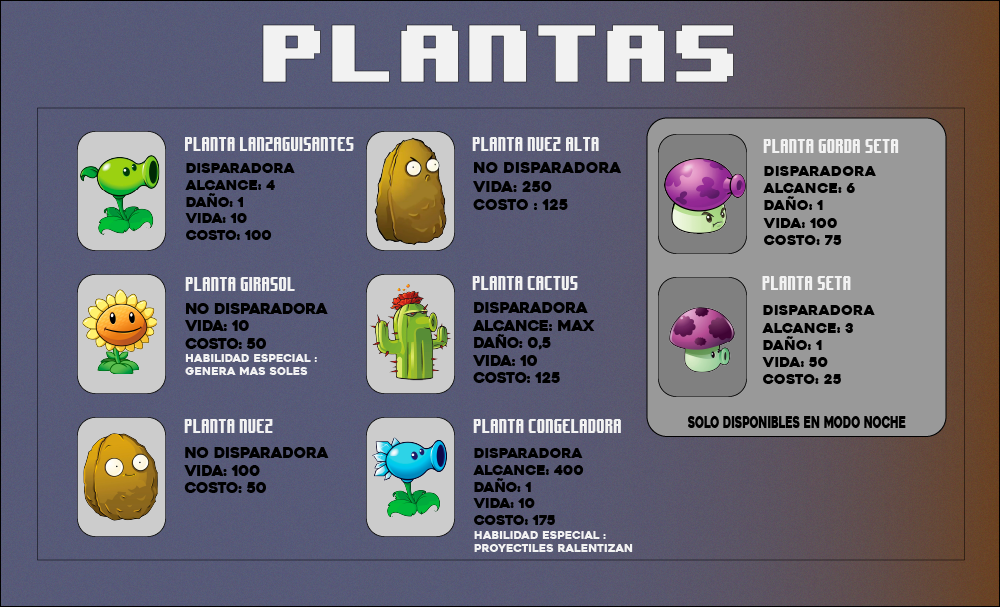 PLANTAS
PLANTA LANZAGUISANTES
DISPARADORA
ALCANCE: 4
DAÑO: 1
VIDA: 10
COSTO: 100
PLANTA GIRASOL
NO DISPARADORA
VIDA: 10
COSTO: 50
HABILIDAD ESPECIAL :
GENERA MAS SOLES
PLANTA NUEZ
NO DISPARADORA
VIDA: 100
COSTO: 50
PLANTA NUEZ ALTA
NO DISPARADORA
VIDA: 250
COSTO : 125
PLANTA CACTUS
DISPARADORA
ALCANCE: MAX
DAÑO: 0,5
VIDA: 10
COSTO: 125
PLANTA CONGELADORA
DISPARADORA
ALCANCE: 400
DAÑO: 1
VIDA: 10
COSTO: 175
HABILIDAD ESPECIAL :
PROYECTILES RALENTIZAN
PLANTA GORDA SETA
DISPARADORA
ALCANCE: 6
DAÑO: 1
VIDA: 100
COSTO: 75
PLANTA SETA
DISPARADORA
ALCANCE: 3
DAÑO: 1
VIDA: 50
COSTO: 25
SOLO DISPONIBLES EN MODO NOCHE